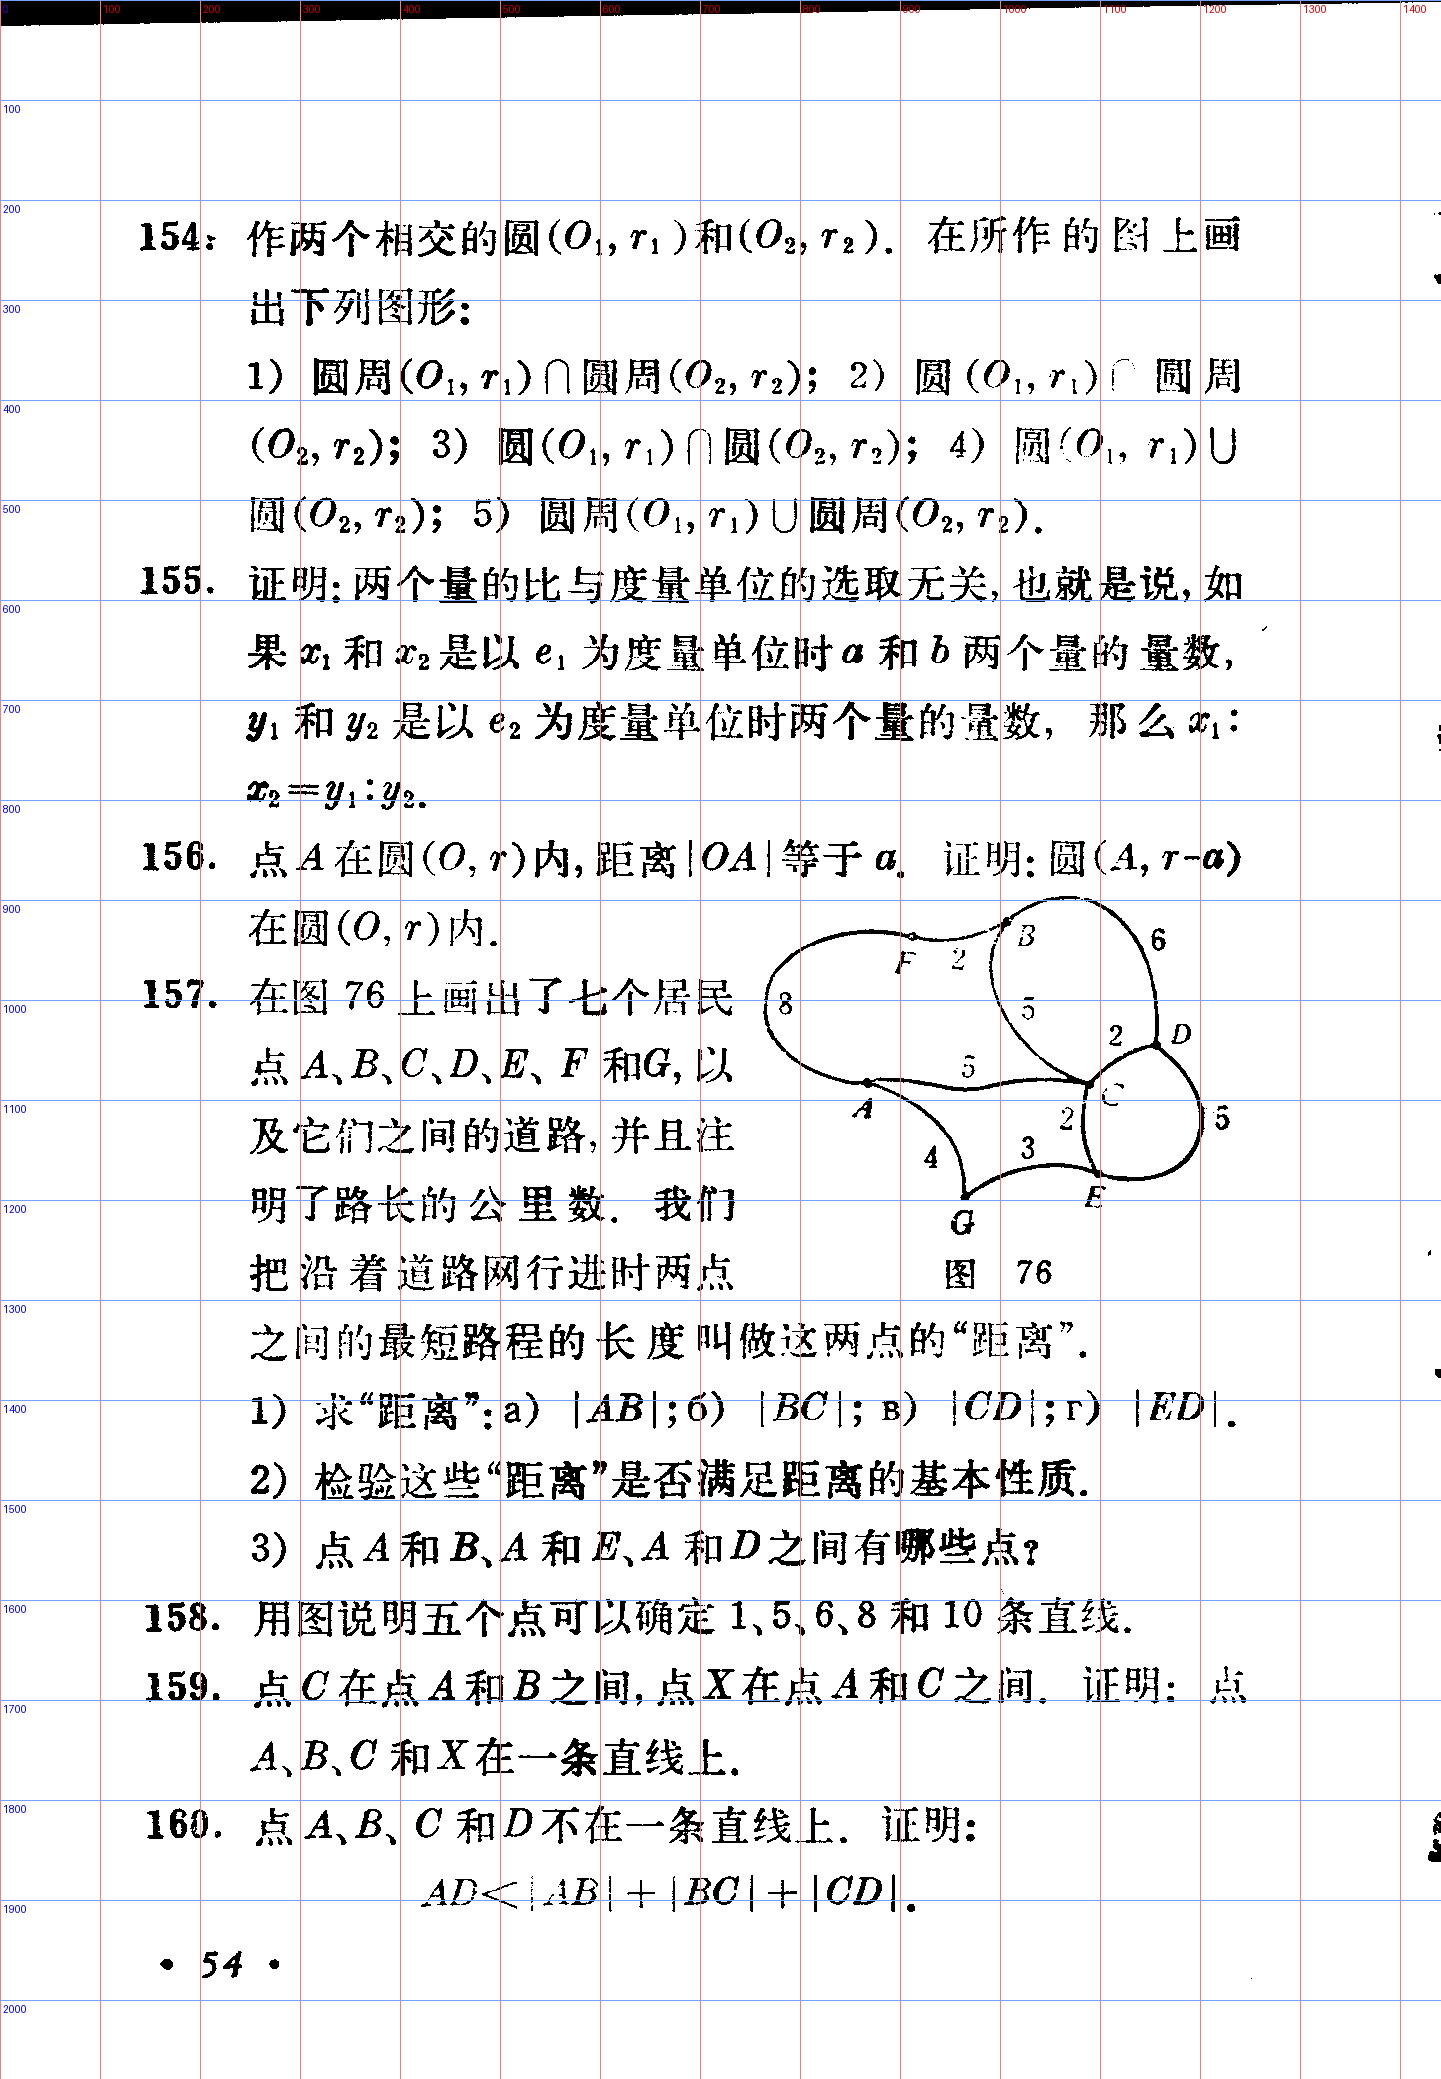 154. 作两个相交的圆(O₁, r₁)和(O₂, r₂). 在所作的图上画
出下列图形:
1) 圆周(O₁, r₁)∩圆周(O₂, r₂); 2) 圆(O₁, r₁)∩圆周
(O₂, r₂); 3) 圆(O₁, r₁)∩圆(O₂, r₂); 4) 圆(O₁, r₁)∪
圆(O₂, r₂); 5) 圆周(O₁, r₁)∪圆周(O₂, r₂).
155. 证明: 两个量的比与度量单位的选取无关, 也就是说, 如
果 x₁ 和 x₂ 是以 e₁ 为度量单位时 a 和 b 两个量的量数,
y₁ 和 y₂ 是以 e₂ 为度量单位时两个量的量数, 那么 x₁:
x₂=y₁:y₂.
156. 点 A 在圆(O, r)内, 距离|OA|等于 a. 证明: 圆(A, r-a)
在圆(O, r)内.
157. 在图 76 上画出了七个居民
点 A、B、C、D、E、F 和G, 以
及它们之间的道路, 并且注
明了路长的公里数. 我们
把沿着道路网行进时两点
之间的最短路程的长度叫做这两点的“距离”.
B
6
F
2
8
5
2
D
5
A
C
2
5
4
3
E
G
图 76
1) 求“距离”: а) |AB|; б) |BC|; в) |CD|; г) |ED|.
2) 检验这些“距离”是否满足距离的基本性质.
3) 点 A 和 B、A 和 E、A 和 D 之间有哪些点?
158. 用图说明五个点可以确定 1、5、6、8 和 10 条直线.
159. 点 C 在点 A 和 B 之间, 点 X 在点 A 和 C 之间. 证明: 点
A、B、C 和 X 在一条直线上.
160. 点 A、B、C 和 D 不在一条直线上. 证明:
AD<|AB|+|BC|+|CD|.
• 54 •